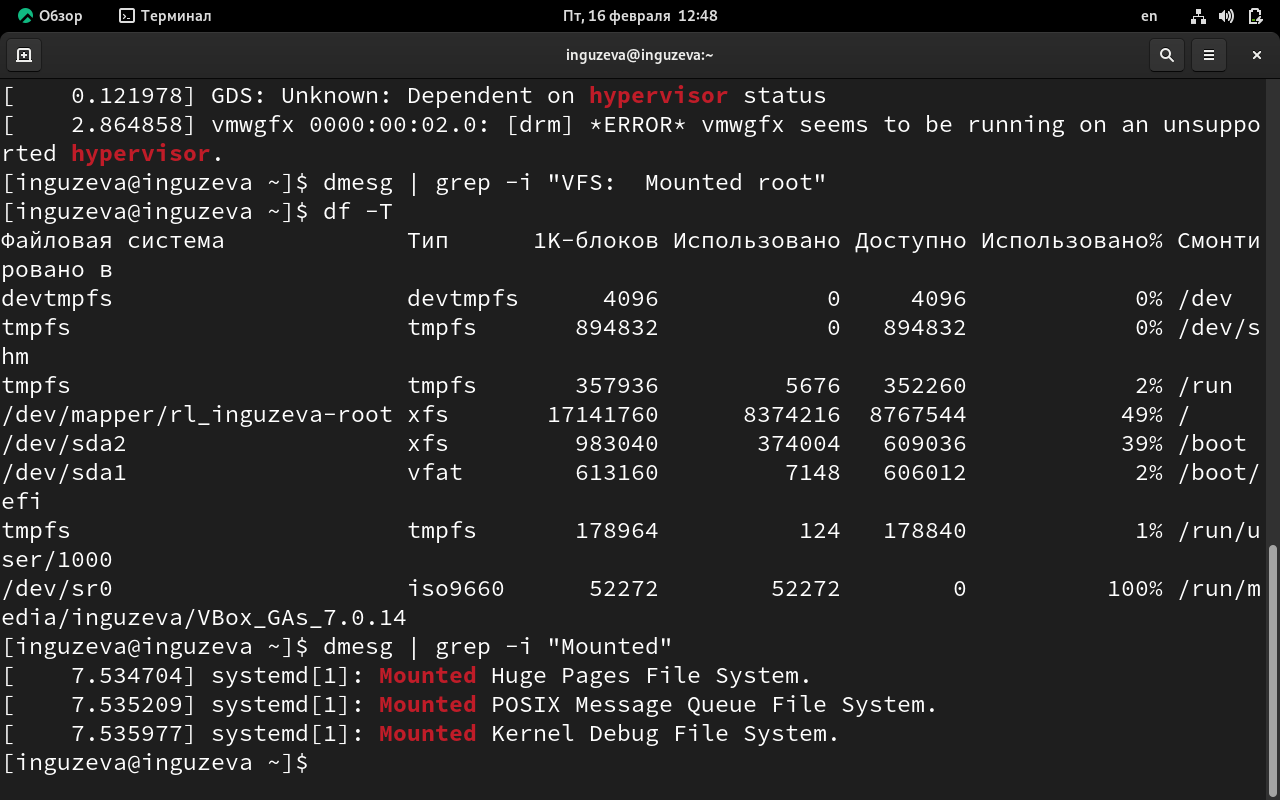 Обзор Терминал Пт, 16 февраля 12:48 en
inguzeva@inguzeva:~
[    0.121978] GDS: Unknown: Dependent on hypervisor status
[    2.864858] vmwgfx 0000:00:02.0: [drm] *ERROR* vmwgfx seems to be running on an unsuppo
rted hypervisor.
[inguzeva@inguzeva ~]$ dmesg | grep -i "VFS:  Mounted root"
[inguzeva@inguzeva ~]$ df -T
Файловая система             Тип      1K-блоков Использовано Доступно Использовано% Смонти
ровано в
devtmpfs                     devtmpfs      4096            0     4096            0% /dev
tmpfs                        tmpfs       894832            0   894832            0% /dev/s
hm
tmpfs                        tmpfs       357936         5676   352260            2% /run
/dev/mapper/rl_inguzeva-root xfs       17141760      8374216  8767544           49% /
/dev/sda2                    xfs         983040       374004   609036           39% /boot
/dev/sda1                    vfat        613160         7148   606012            2% /boot/
efi
tmpfs                        tmpfs       178964          124   178840            1% /run/u
ser/1000
/dev/sr0                     iso9660      52272        52272        0          100% /run/m
edia/inguzeva/VBox_GAs_7.0.14
[inguzeva@inguzeva ~]$ dmesg | grep -i "Mounted"
[    7.534704] systemd[1]: Mounted Huge Pages File System.
[    7.535209] systemd[1]: Mounted POSIX Message Queue File System.
[    7.535977] systemd[1]: Mounted Kernel Debug File System.
[inguzeva@inguzeva ~]$